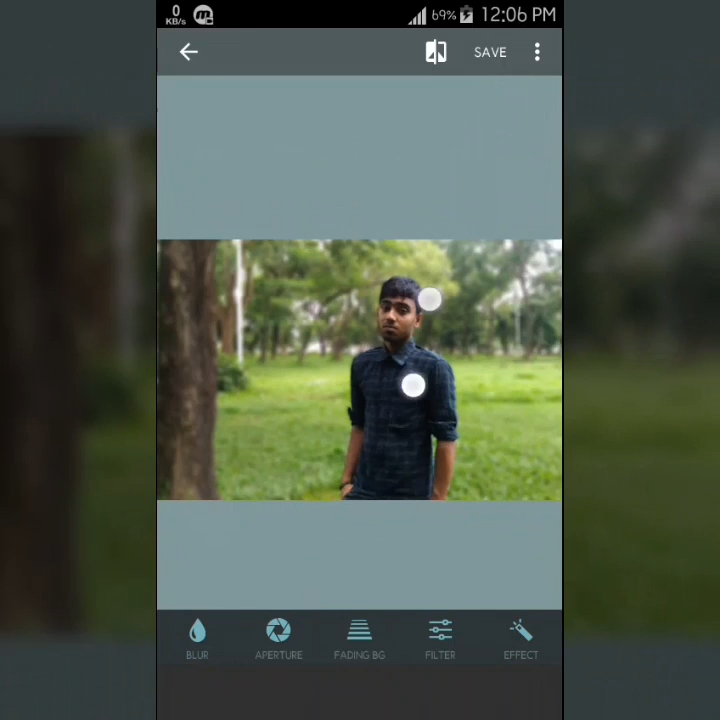 0
KB/s
69%
12:06 PM
SAVE
BLUR
APERTURE
FADING BG
FILTER
EFFECT